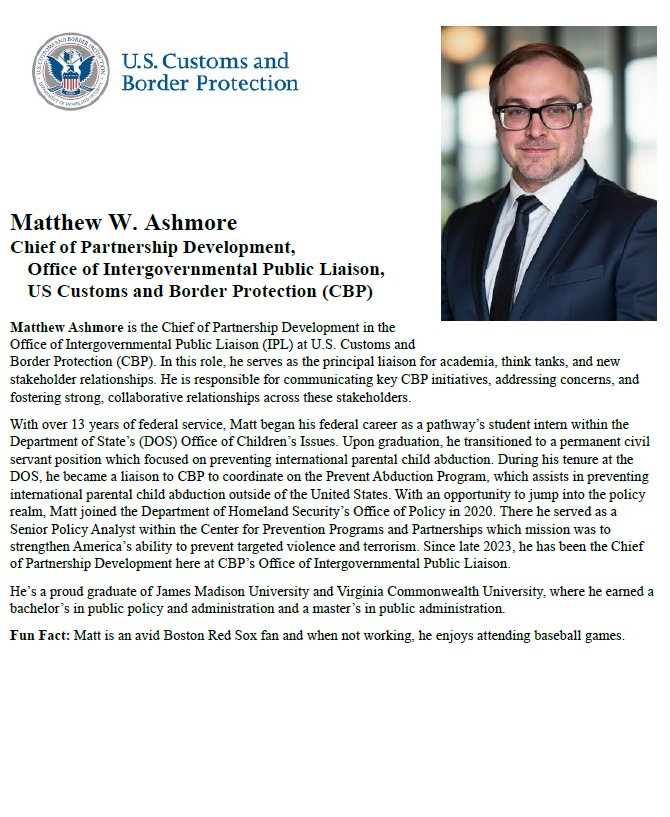 U.S. Customs and
Border Protection
Matthew W. Ashmore
Chief of Partnership Development,
Office of Intergovernmental Public Liaison,
US Customs and Border Protection (CBP)
Matthew Ashmore is the Chief of Partnership Development in the
Office of Intergovernmental Public Liaison (IPL) at U.S. Customs and
Border Protection (CBP). In this role, he serves as the principal liaison for academia, think tanks, and new
stakeholder relationships. He is responsible for communicating key CBP initiatives, addressing concerns, and
fostering strong, collaborative relationships across these stakeholders.
With over 13 years of federal service, Matt began his federal career as a pathway’s student intern within the
Department of State’s (DOS) Office of Children’s Issues. Upon graduation, he transitioned to a permanent civil
servant position which focused on preventing international parental child abduction. During his tenure at the
DOS, he became a liaison to CBP to coordinate on the Prevent Abduction Program, which assists in preventing
international parental child abduction outside of the United States. With an opportunity to jump into the policy
realm, Matt joined the Department of Homeland Security’s Office of Policy in 2020. There he served as a
Senior Policy Analyst within the Center for Prevention Programs and Partnerships which mission was to
strengthen America’s ability to prevent targeted violence and terrorism. Since late 2023, he has been the Chief
of Partnership Development here at CBP’s Office of Intergovernmental Public Liaison.
He’s a proud graduate of James Madison University and Virginia Commonwealth University, where he earned a
bachelor’s in public policy and administration and a master’s in public administration.
Fun Fact: Matt is an avid Boston Red Sox fan and when not working, he enjoys attending baseball games.